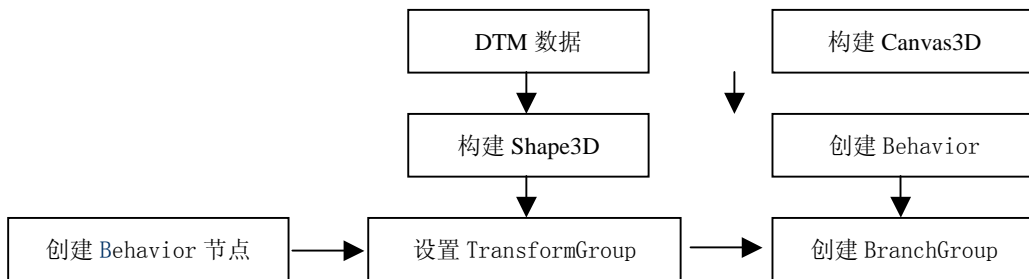 DTM 数据
构建 Canvas3D
构建 Shape3D
创建 Behavior
创建 Behavior 节点
设置 TransformGroup
创建 BranchGroup